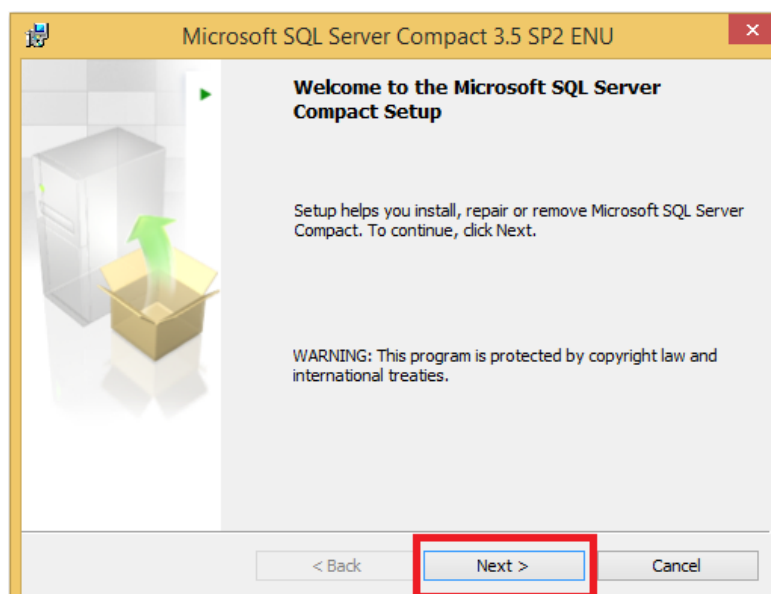 Microsoft SQL Server Compact 3.5 SP2 ENU
Welcome to the Microsoft SQL Server
Compact Setup
Setup helps you install, repair or remove Microsoft SQL Server
Compact. To continue, click Next.
WARNING: This program is protected by copyright law and
international treaties.
< Back
Next >
Cancel